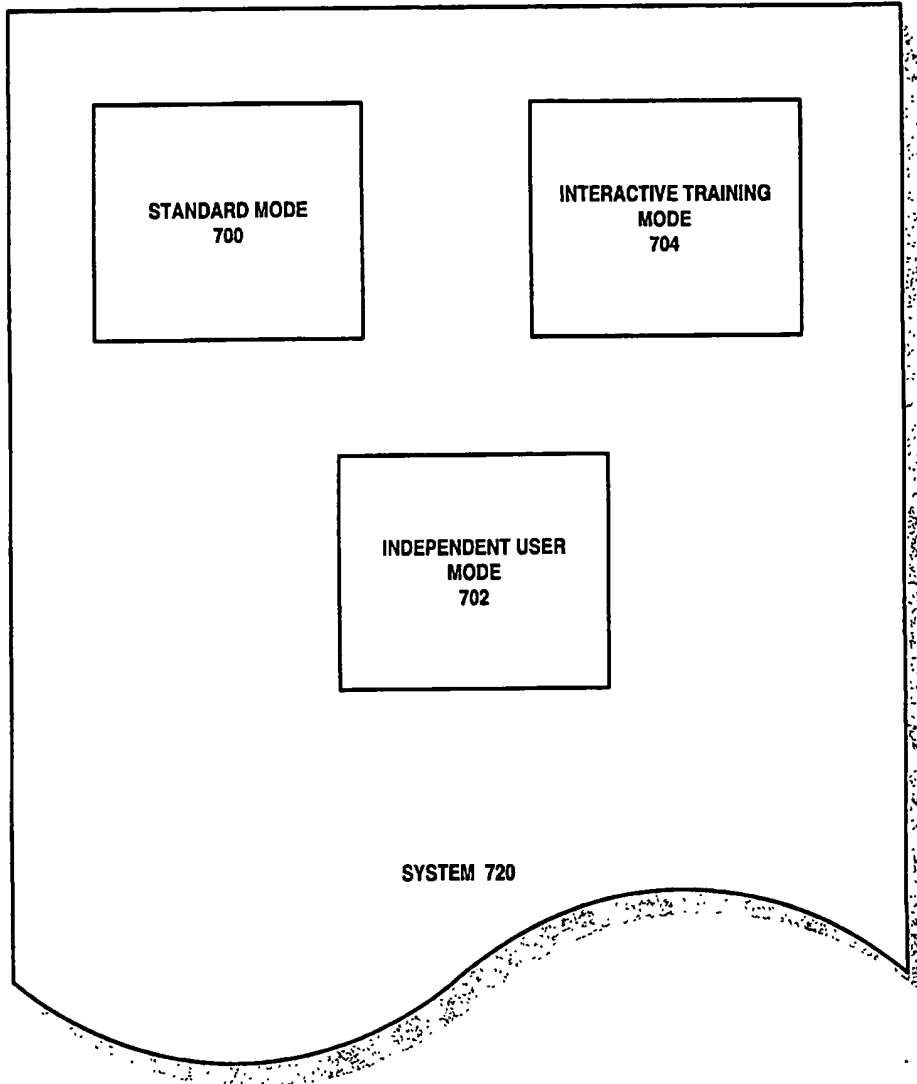 STANDARD MODE
700
INTERACTIVE TRAINING
MODE
704
INDEPENDENT USER
MODE
702
SYSTEM 720